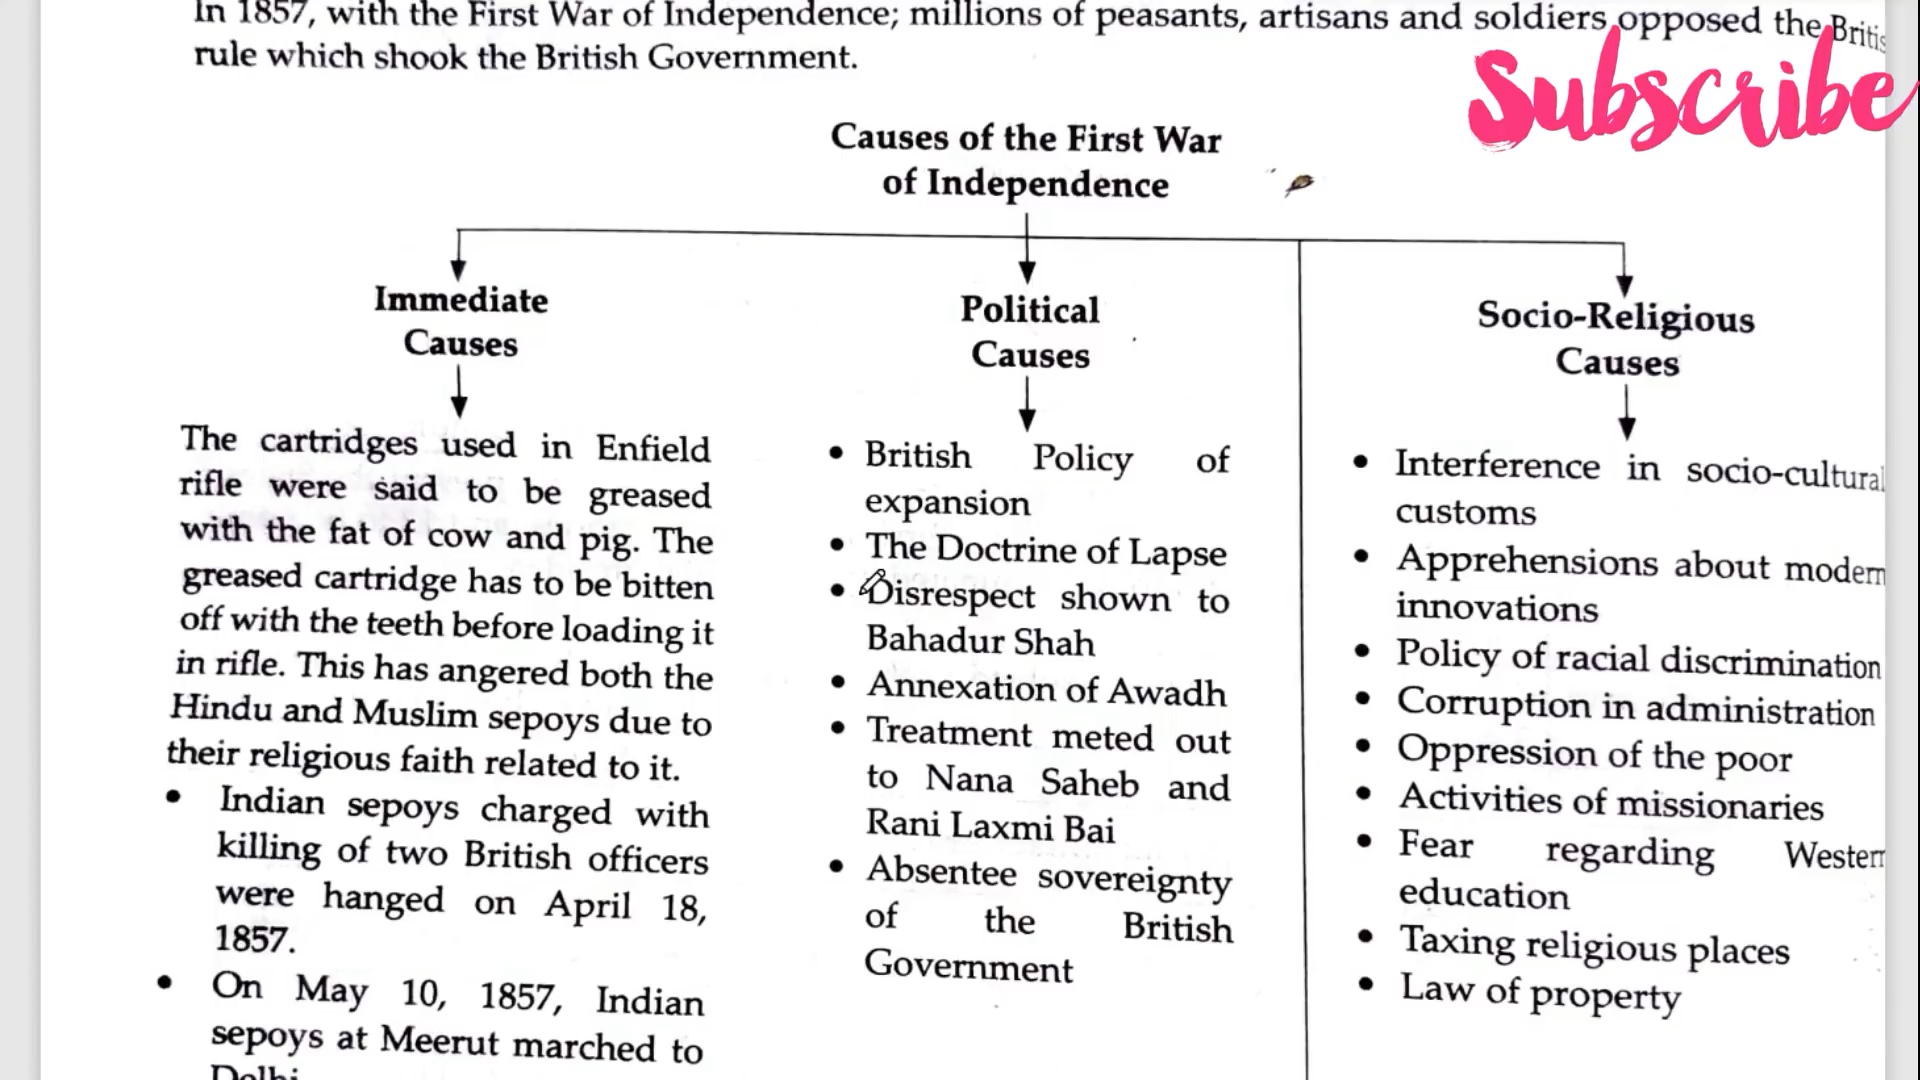 In 1857, with the First War of Independence; millions of peasants, artisans and soldiers opposed the
rule which shook the British Government.
Subscribe
Causes of the First War
of Independence
Immediate
Causes
The cartridges used in Enfield
rifle were said to be greased
with the fat of cow and pig. The
greased cartridge has to be bitten
off with the teeth before loading it
in rifle. This has angered both the
Hindu and Muslim sepoys due to
their religious faith related to it.
• Indian sepoys charged with
killing of two British officers
were hanged on April 18,
1857.
• On May 10, 1857, Indian
sepoys at Meerut marched to
Delhi
Political
Causes
• British Policy of
expansion
• The Doctrine of Lapse
• Disrespect shown to
Bahadur Shah
• Annexation of Awadh
• Treatment meted out
to Nana Saheb and
Rani Laxmi Bai
• Absentee sovereignty
of the British
Government
Socio-Religious
Causes
• Interference in socio-cultural
customs
• Apprehensions about modern
innovations
• Policy of racial discrimination
• Corruption in administration
• Oppression of the poor
• Activities of missionaries
• Fear regarding Western
education
• Taxing religious places
• Law of property